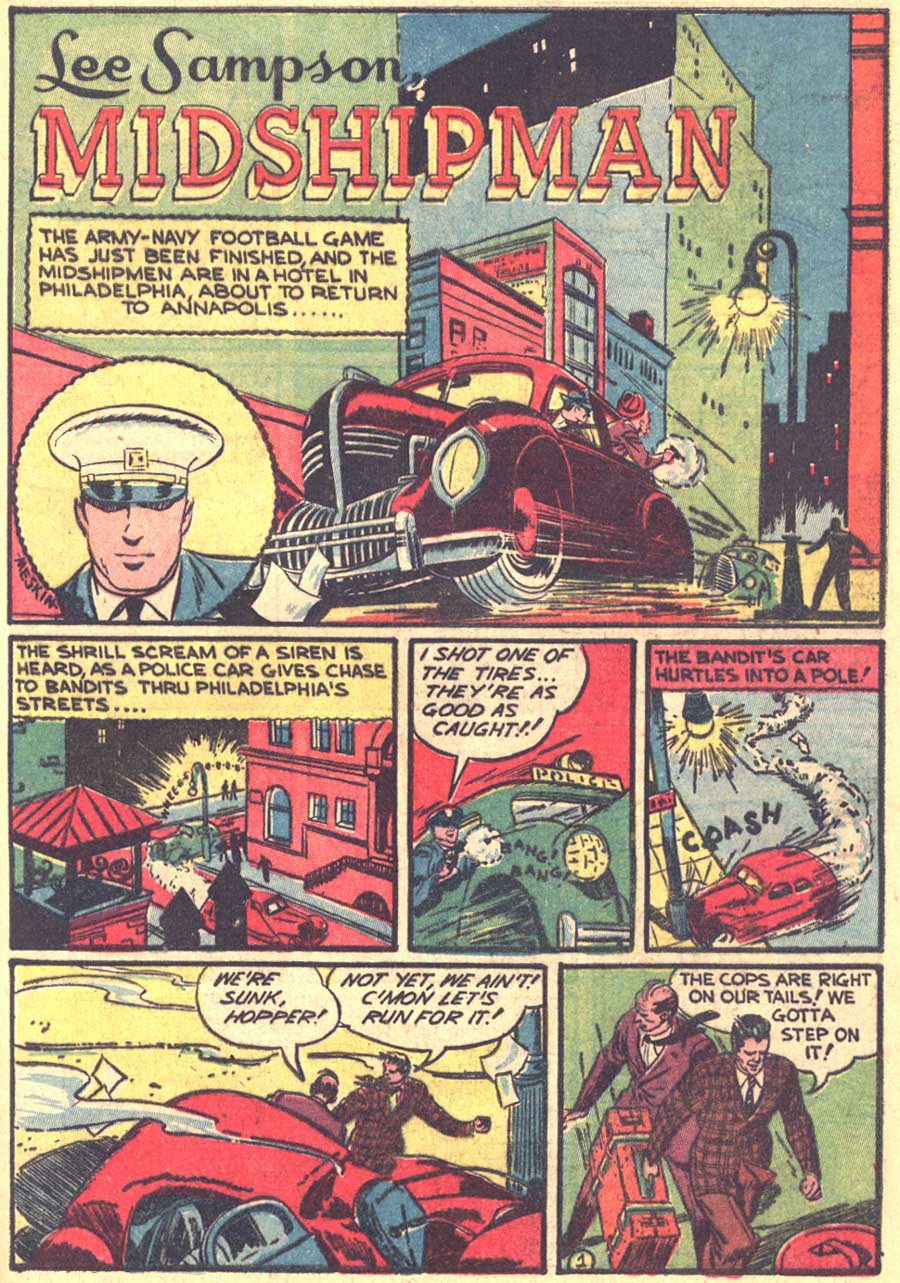 Lee Sampson,
MIDSHIPMAN
THE ARMY-NAVY FOOTBALL GAME
HAS JUST BEEN FINISHED, AND THE
MIDSHIPMEN ARE IN A HOTEL IN
PHILADELPHIA, ABOUT TO RETURN
TO ANNAPOLIS......
MESKIN
THE SHRILL SCREAM OF A SIREN IS
HEARD, AS A POLICE CAR GIVES CHASE
TO BANDITS THRU PHILADELPHIA'S
STREETS....
I SHOT ONE OF
THE TIRES...
THEY'RE AS
GOOD AS
CAUGHT!!
POLICE
BANG!
BANG!
THE BANDIT'S CAR
HURTLES INTO A POLE!
CRASH
WE'RE
SUNK,
HOPPER!
NOT YET, WE AIN'T!
C'MON LET'S
RUN FOR IT!
THE COPS ARE RIGHT
ON OUR TAILS! WE
GOTTA
STEP ON
IT!
1